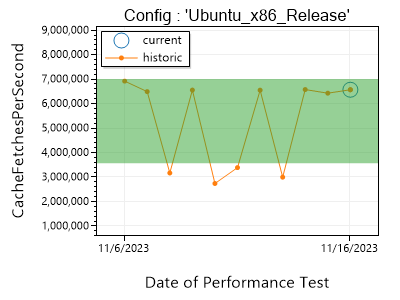 Config : 'Ubuntu_x86_Release'
current
historic
CacheFetchesPerSecond
9,000,000
8,000,000
7,000,000
6,000,000
5,000,000
4,000,000
3,000,000
2,000,000
1,000,000
11/6/2023
11/16/2023
Date of Performance Test